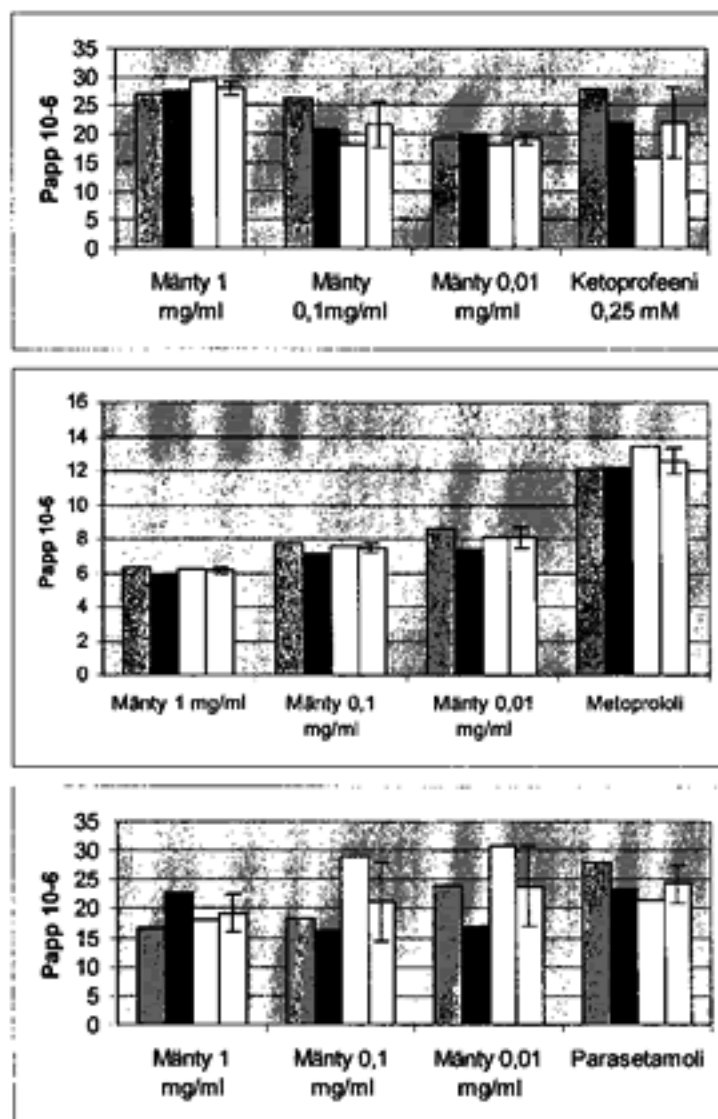 35
30
25
20
15
10
5
0
Papp 10-6
Mänty 1
mg/ml
Mänty
0,1mg/ml
Mänty 0,01
mg/ml
Ketoprofeeni
0,25 mM
16
14
12
10
8
6
4
2
0
Papp 10-6
Mänty 1 mg/ml
Mänty 0,1
mg/ml
Mänty 0,01
mg/ml
Metoprololi
35
30
25
20
15
10
5
0
Papp 10-6
Mänty 1
mg/ml
Mänty 0,1
mg/ml
Mänty 0,01
mg/ml
Parasetamoli